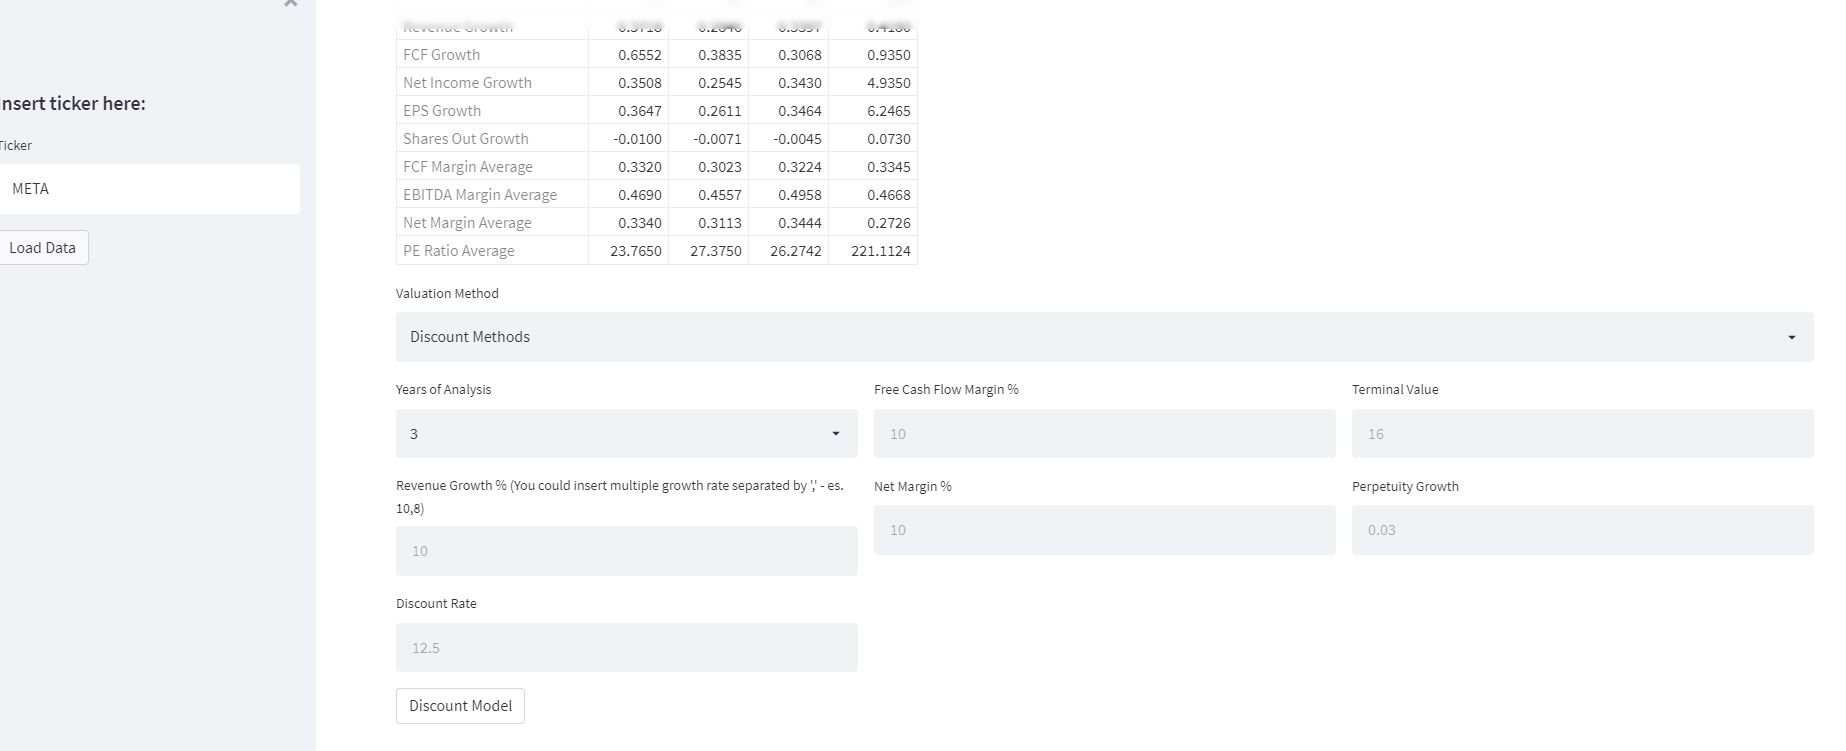 Insert ticker here:
Ticker
META
Load Data
Revenue Growth 0.3718
FCF Growth 0.6552 0.3835 0.3068 0.9350
Net Income Growth 0.3508 0.2545 0.3430 4.9350
EPS Growth 0.3647 0.2611 0.3464 6.2465
Shares Out Growth -0.0100 -0.0071 -0.0045 0.0730
FCF Margin Average 0.3320 0.3023 0.3224 0.3345
EBITDA Margin Average 0.4690 0.4557 0.4958 0.4668
Net Margin Average 0.3340 0.3113 0.3444 0.2726
PE Ratio Average 23.7650 27.3750 26.2742 221.1124
Valuation Method
Discount Methods
Years of Analysis
3
Free Cash Flow Margin %
10
Terminal Value
16
Revenue Growth % (You could insert multiple growth rate separated by ',' - es.
10,8)
10
Net Margin %
10
Perpetuity Growth
0.03
Discount Rate
12.5
Discount Model